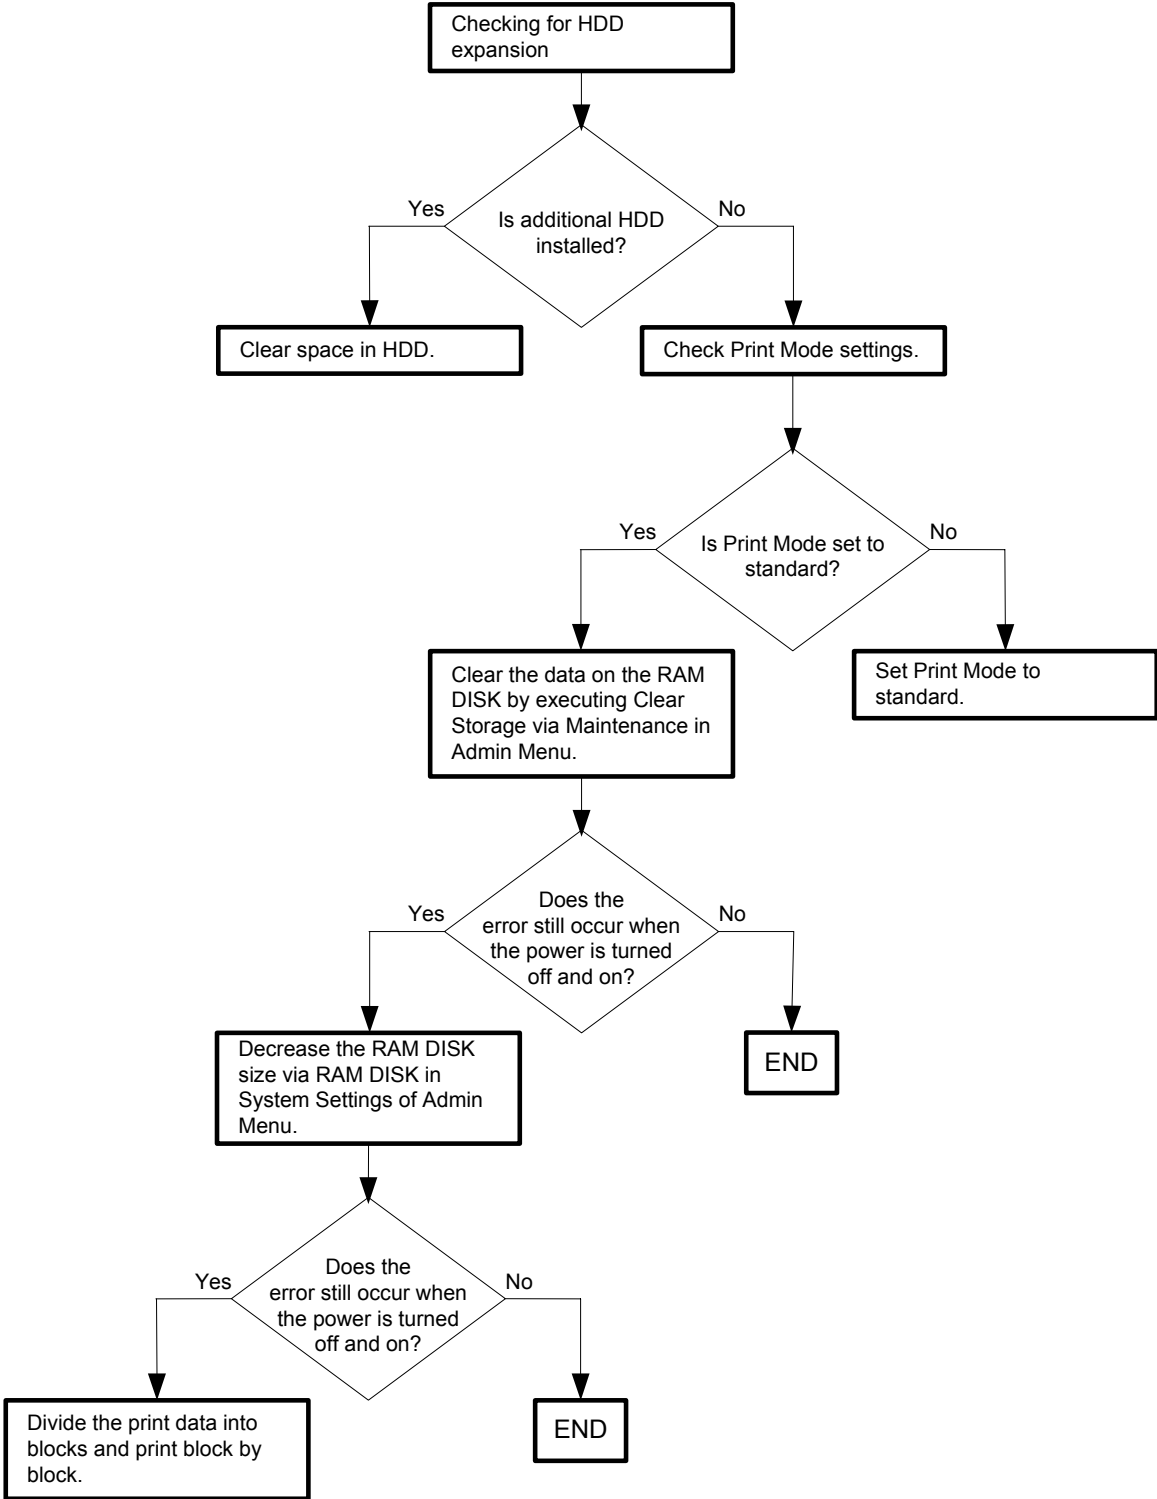 Checking for HDD
expansion
Yes
No
Is additional HDD
installed?
Clear space in HDD.
Check Print Mode settings.
Yes
No
Is Print Mode set to
standard?
Clear the data on the RAM
DISK by executing Clear
Storage via Maintenance in
Admin Menu.
Set Print Mode to
standard.
Yes
No
Does the
error still occur when
the power is turned
off and on?
Decrease the RAM DISK
size via RAM DISK in
System Settings of Admin
Menu.
END
Yes
No
Does the
error still occur when
the power is turned
off and on?
Divide the print data into
blocks and print block by
block.
END